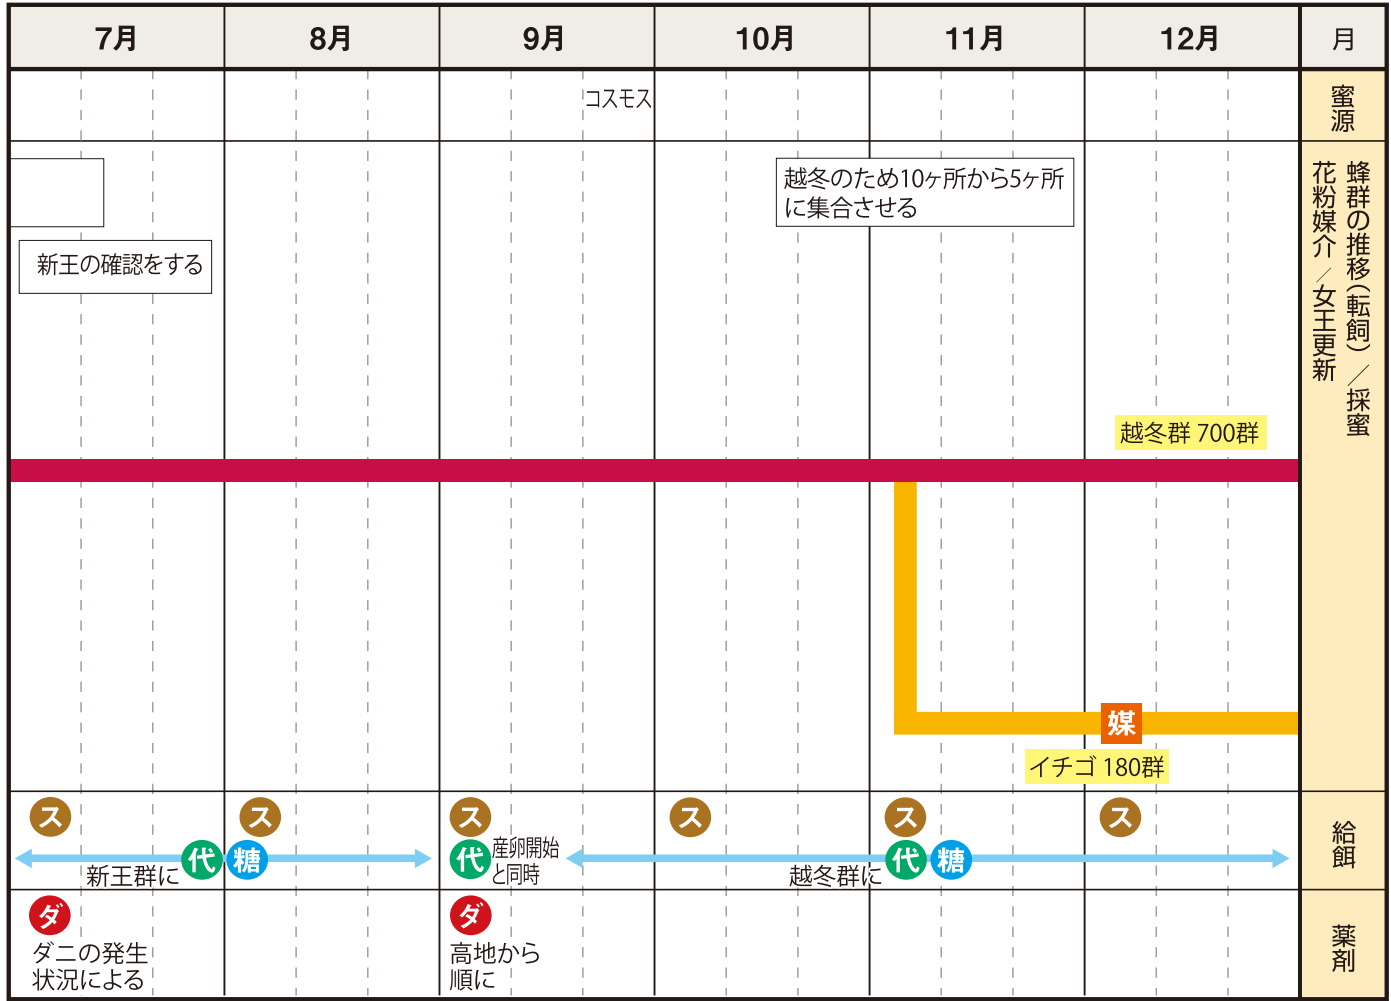 7月
8月
9月
10月
11月
12月
月
コスモス
蜜源
越冬のため10ヶ所から5ヶ所
に集合させる
新王の確認をする
蜂群の推移(転飼)／採蜜
花粉媒介／女王更新
越冬群 700群
媒
イチゴ 180群
ス
ス
ス
ス
ス
ス
給餌
新王群に
代
糖
代
産卵開始
と同時
越冬群に
代
糖
ダ
ダニの発生
状況による
ダ
高地から
順に
薬剤